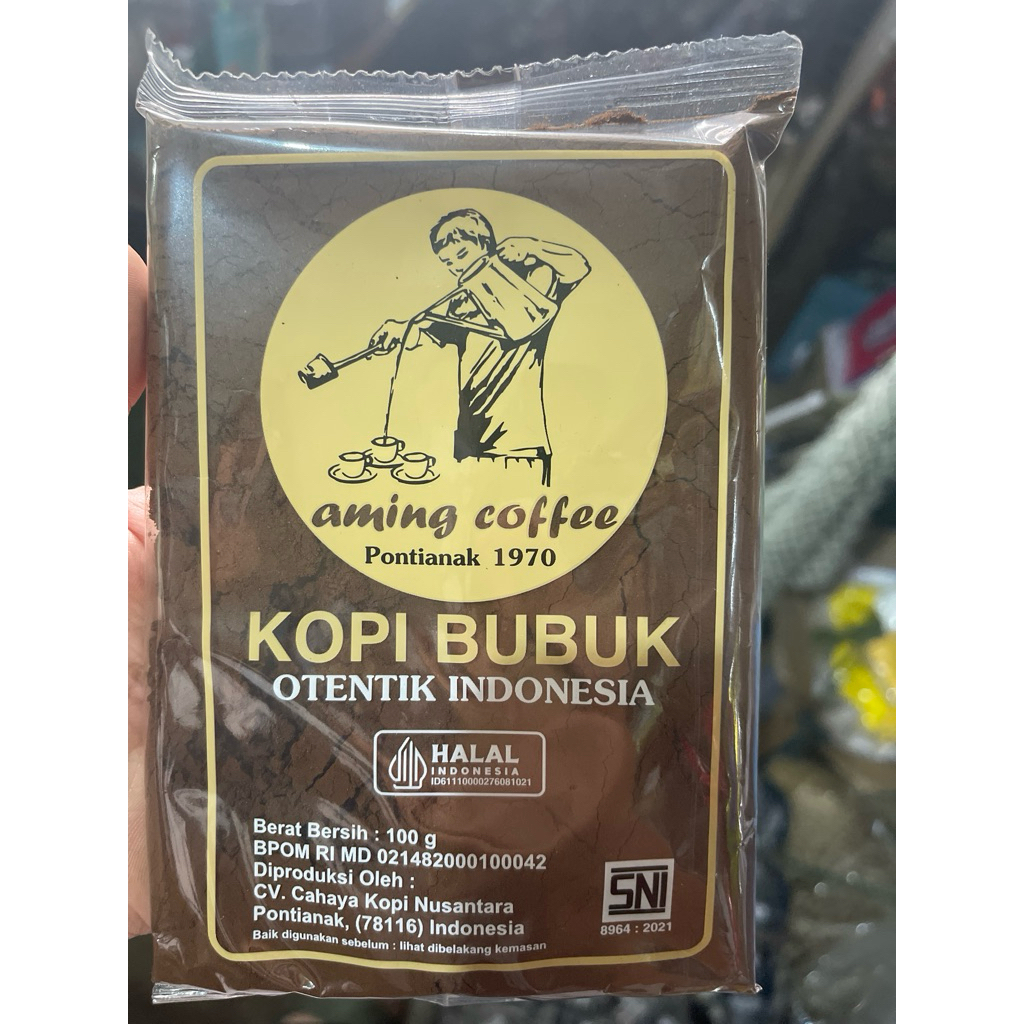 aming coffee
Pontianak 1970
KOPI BUBUK
OTENTIK INDONESIA
HALAL
INDONESIA
ID61110000276081021
Berat Bersih : 100 g
BPOM RI MD 021482000100042
Diproduksi Oleh :
CV. Cahaya Kopi Nusantara
Pontianak, (78116) Indonesia
Baik digunakan sebelum : lihat dibelakang kemasan
SNI
8964 : 2021